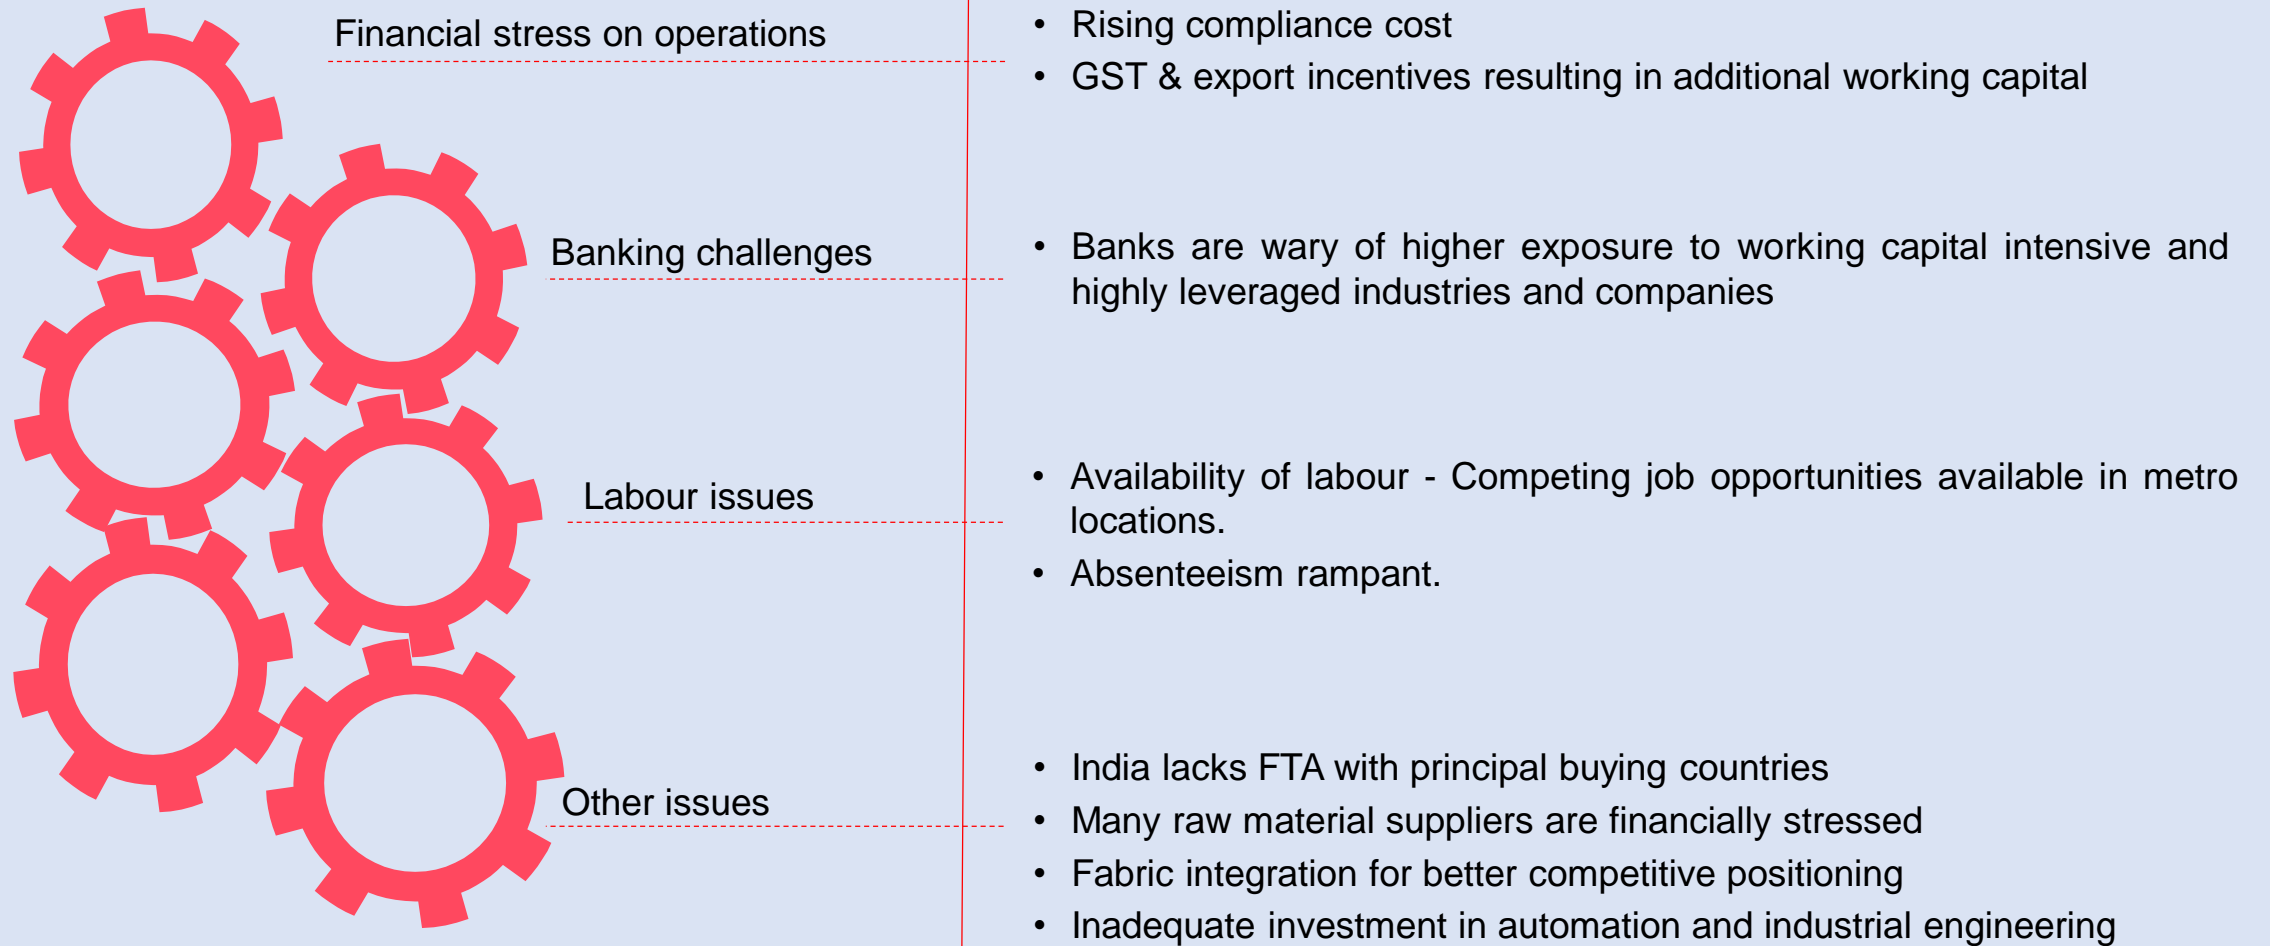 Financial stress on operations
• Rising compliance cost
• GST & export incentives resulting in additional working capital
Banking challenges
• Banks are wary of higher exposure to working capital intensive and
highly leveraged industries and companies
Labour issues
• Availability of labour - Competing job opportunities available in metro
locations.
• Absenteeism rampant.
Other issues
• India lacks FTA with principal buying countries
• Many raw material suppliers are financially stressed
• Fabric integration for better competitive positioning
• Inadequate investment in automation and industrial engineering